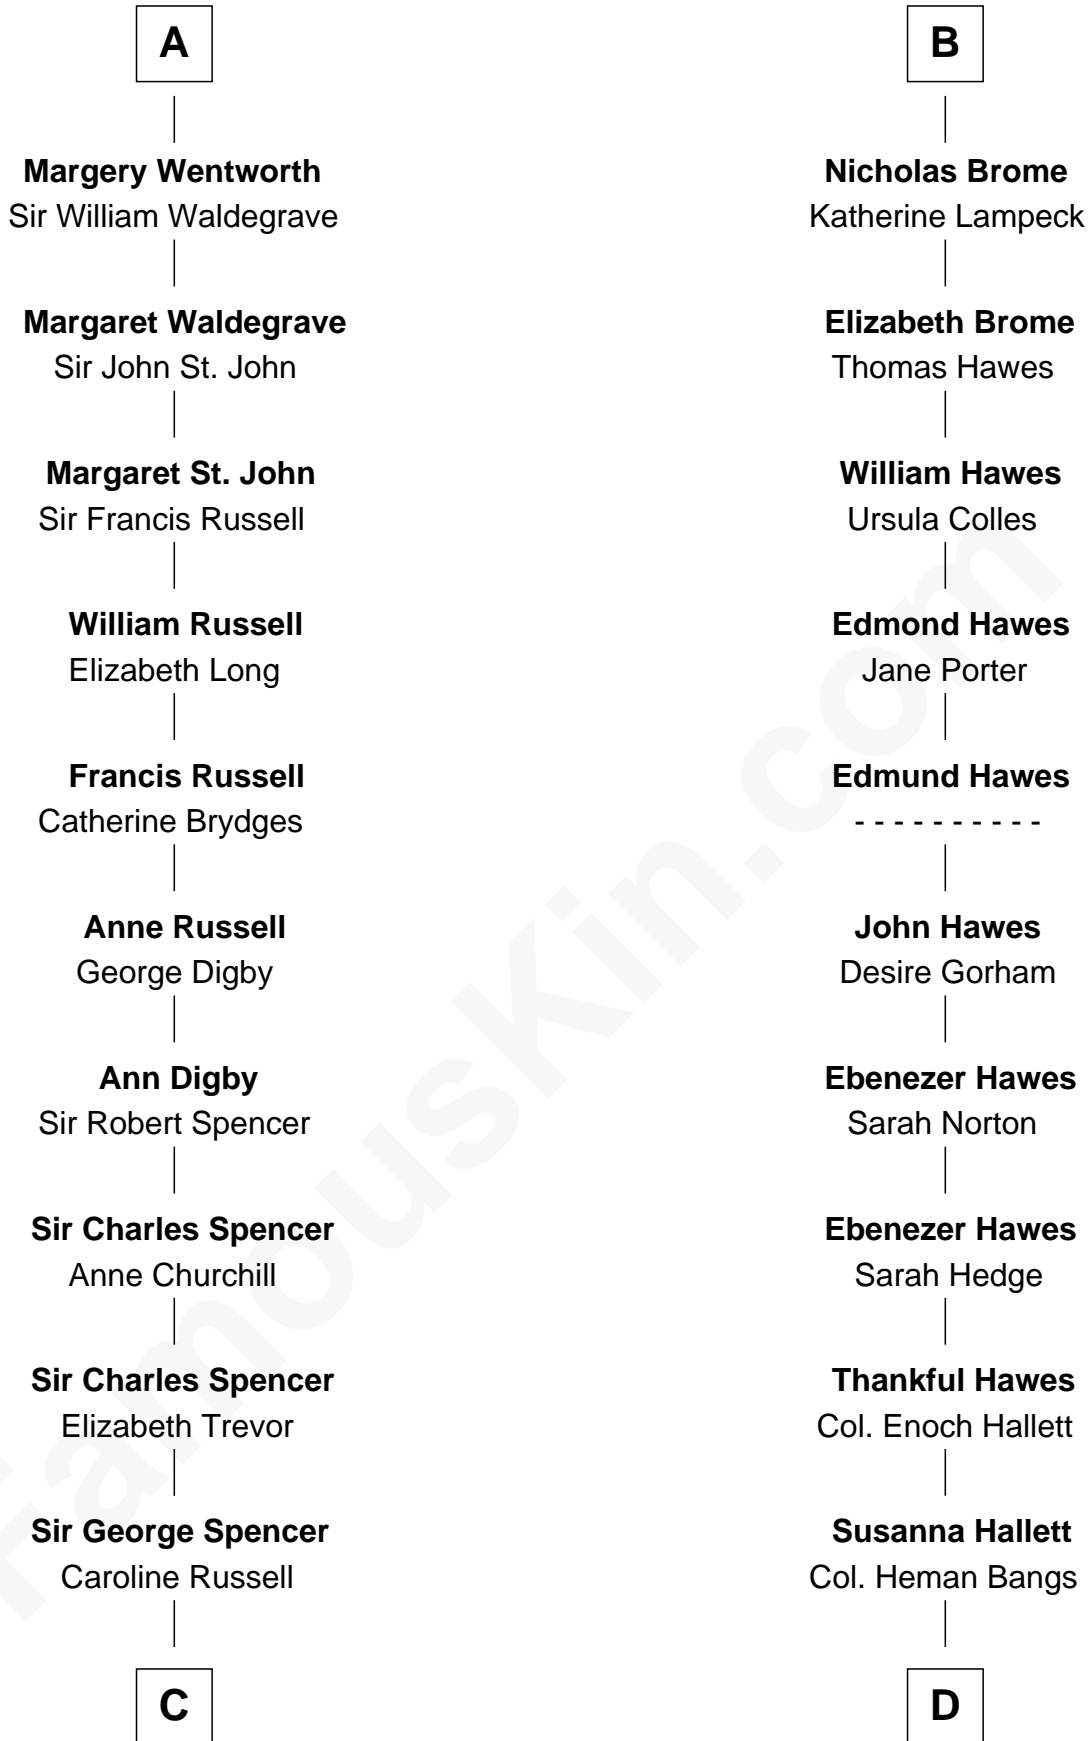 A
Margery Wentworth
Sir William Waldegrave
Margaret Waldegrave
Sir John St. John
Margaret St. John
Sir Francis Russell
William Russell
Elizabeth Long
Francis Russell
Catherine Brydges
Anne Russell
George Digby
Ann Digby
Sir Robert Spencer
Sir Charles Spencer
Anne Churchill
Sir Charles Spencer
Elizabeth Trevor
Sir George Spencer
Caroline Russell
C
B
Nicholas Brome
Katherine Lampeck
Elizabeth Brome
Thomas Hawes
William Hawes
Ursula Colles
Edmond Hawes
Jane Porter
Edmund Hawes
- - - - - - - - - -
John Hawes
Desire Gorham
Ebenezer Hawes
Sarah Norton
Ebenezer Hawes
Sarah Hedge
Thankful Hawes
Col. Enoch Hallett
Susanna Hallett
Col. Heman Bangs
D
FamousKin.com